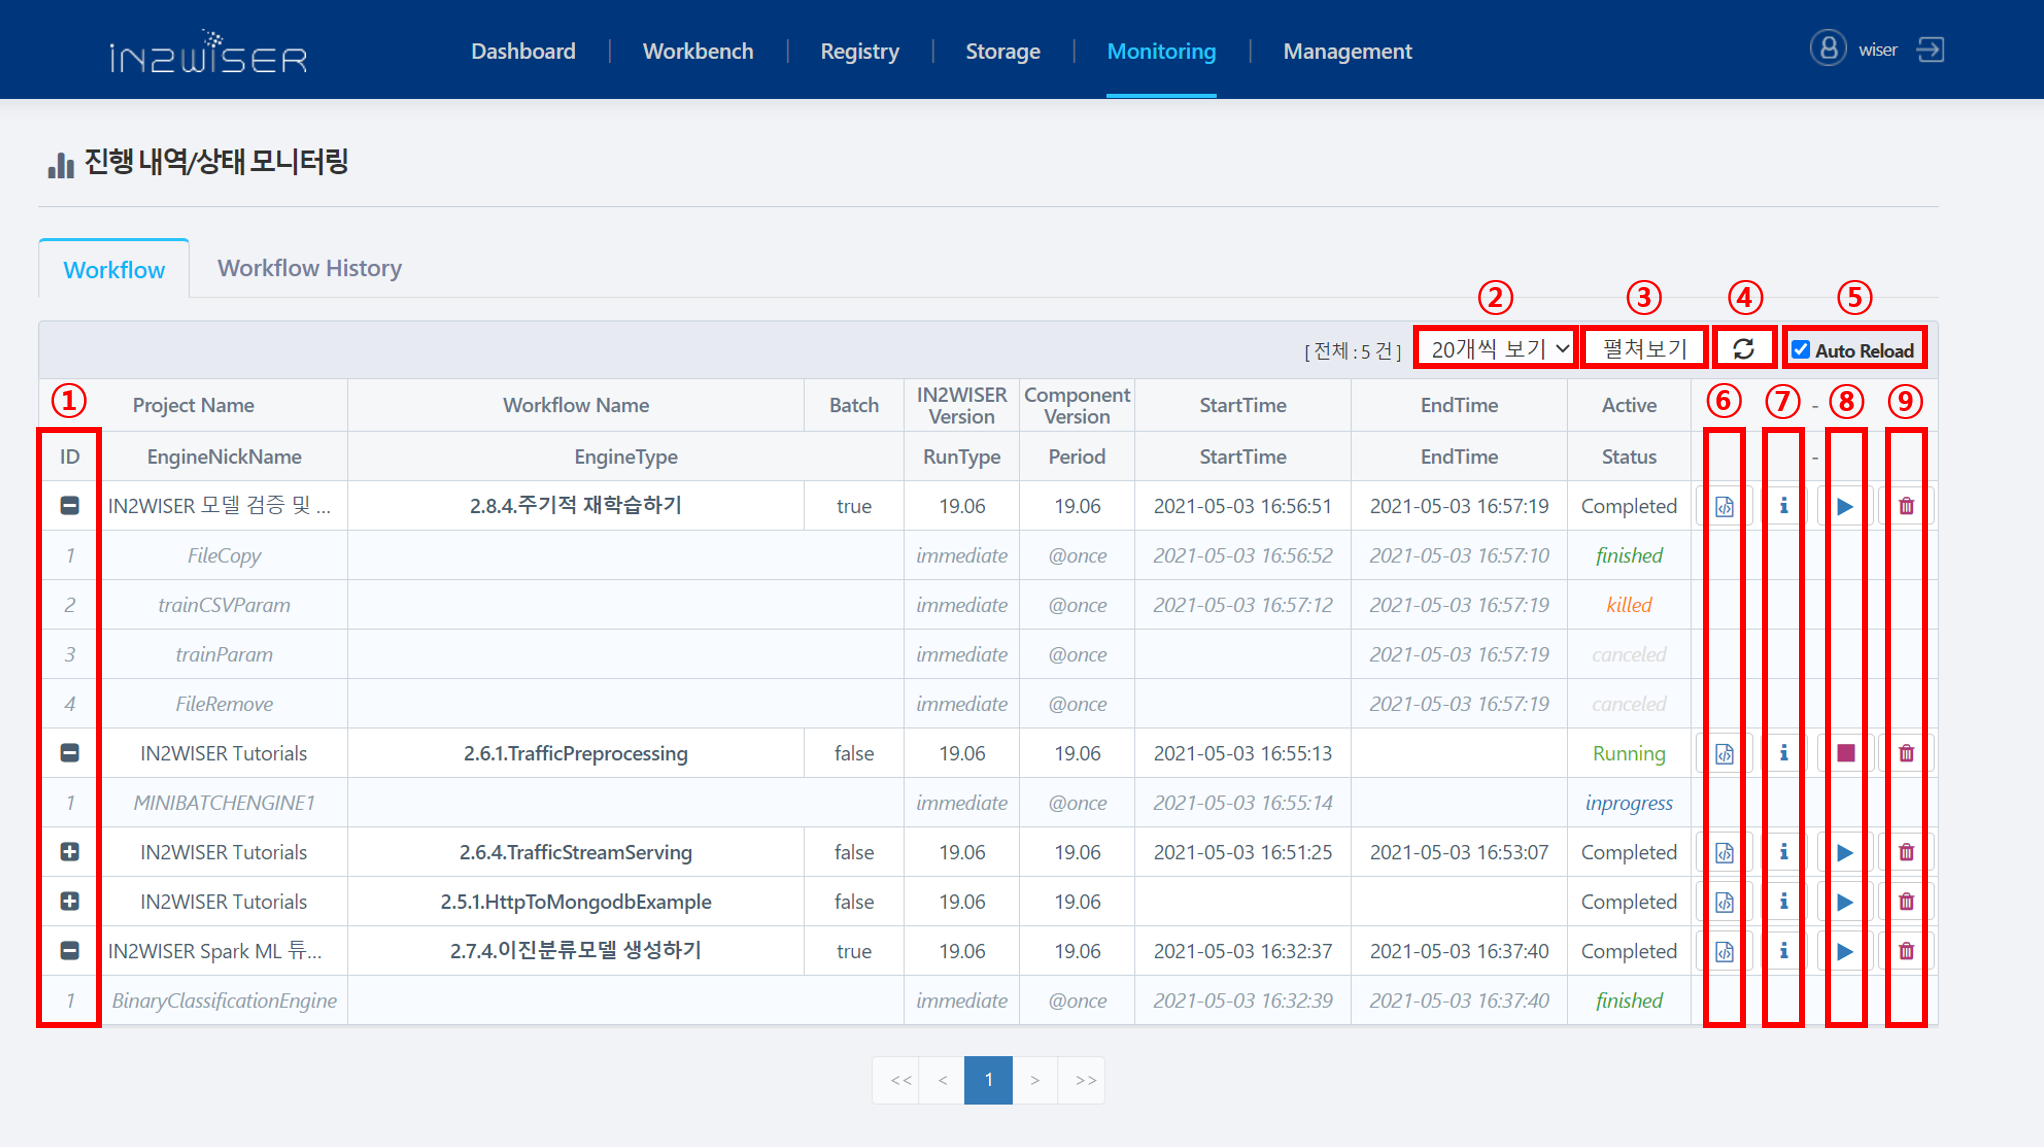 IN2WISER
Dashboard | Workbench | Registry | Storage | Monitoring | Management
wiser
진행 내역/상태 모니터링
Workflow Workflow History
② ③ ④ ⑤
[ 전체 : 5 건 ] 20개씩 보기 펼쳐보기 Auto Reload
① Project Name Workflow Name Batch IN2WISER Version Component Version StartTime EndTime Active ⑥ ⑦ - ⑧ ⑨
ID EngineNickName EngineType RunType Period StartTime EndTime Status -
IN2WISER 모델 검증 및 ... 2.8.4.주기적 재학습하기 true 19.06 19.06 2021-05-03 16:56:51 2021-05-03 16:57:19 Completed
1 FileCopy immediate @once 2021-05-03 16:56:52 2021-05-03 16:57:10 finished
2 trainCSVParam immediate @once 2021-05-03 16:57:12 2021-05-03 16:57:19 killed
3 trainParam immediate @once 2021-05-03 16:57:19 canceled
4 FileRemove immediate @once 2021-05-03 16:57:19 canceled
IN2WISER Tutorials 2.6.1.TrafficPreprocessing false 19.06 19.06 2021-05-03 16:55:13 Running
1 MINIBATCHENGINE1 immediate @once 2021-05-03 16:55:14 inprogress
IN2WISER Tutorials 2.6.4.TrafficStreamServing false 19.06 19.06 2021-05-03 16:51:25 2021-05-03 16:53:07 Completed
IN2WISER Tutorials 2.5.1.HttpToMongodbExample false 19.06 19.06 Completed
IN2WISER Spark ML 튜... 2.7.4.이진분류모델 생성하기 true 19.06 19.06 2021-05-03 16:32:37 2021-05-03 16:37:40 Completed
1 BinaryClassificationEngine immediate @once 2021-05-03 16:32:39 2021-05-03 16:37:40 finished
<< < 1 > >>